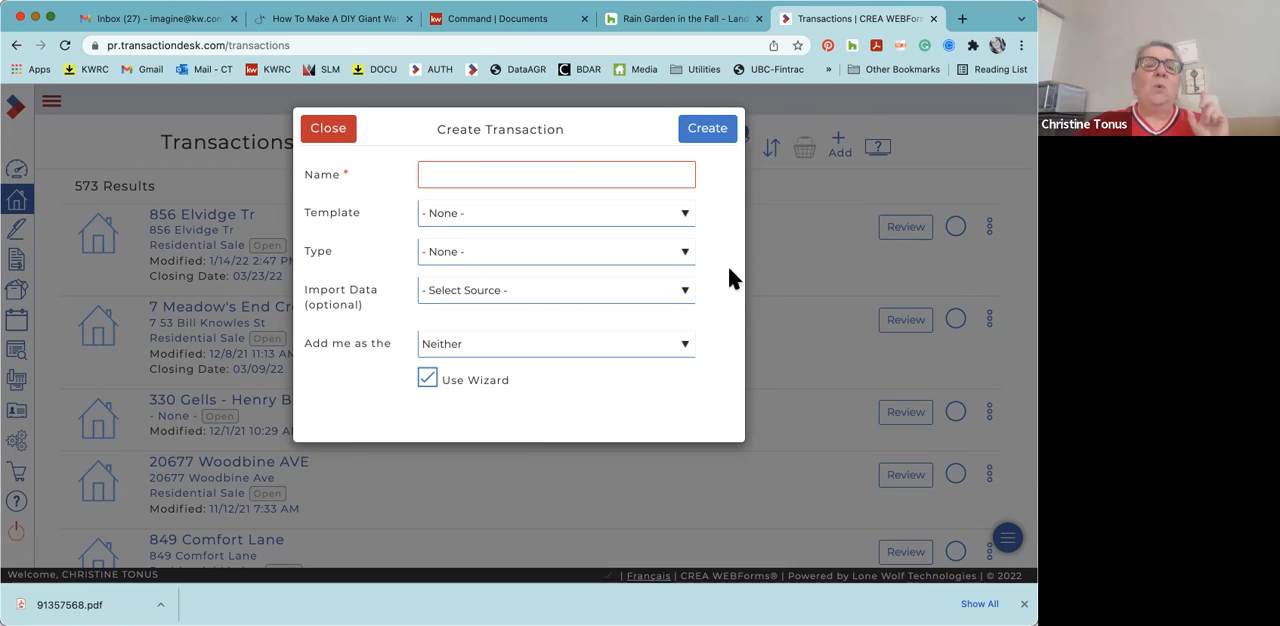 Inbox (27) - imagine@kw.com
How To Make A DIY Giant Wa
Command | Documents
Rain Garden in the Fall - Land
Transactions | CREA WEBForm
pr.transactiondesk.com/transactions
Apps
KWRC
Gmail
Mail - CT
KWRC
SLM
DOCU
AUTH
DataAGR
BDAR
Media
Utilities
UBC-Fintrac
»
Other Bookmarks
Reading List
Christine Tonus
Close
Create Transaction
Create
Transactions
Add
573 Results
Name *
Template
- None -
Type
- None -
Import Data
(optional)
- Select Source -
Add me as the
Neither
Use Wizard
856 Elvidge Tr
856 Elvidge Tr
Residential Sale Open
Modified: 1/14/22 2:47 PM
Closing Date: 03/23/22
Review
7 Meadow's End Cr
7 53 Bill Knowles St
Residential Sale Open
Modified: 12/8/21 11:13 AM
Closing Date: 03/09/22
Review
330 Gells - Henry B
- None - Open
Modified: 12/1/21 10:29 A
Review
20677 Woodbine AVE
20677 Woodbine Ave
Residential Sale Open
Modified: 11/12/21 7:33 AM
Review
849 Comfort Lane
849 Comfort Lane
Review
Welcome, CHRISTINE TONUS
| Français | CREA WEBForms® | Powered by Lone Wolf Technologies | © 2022
91357568.pdf
Show All